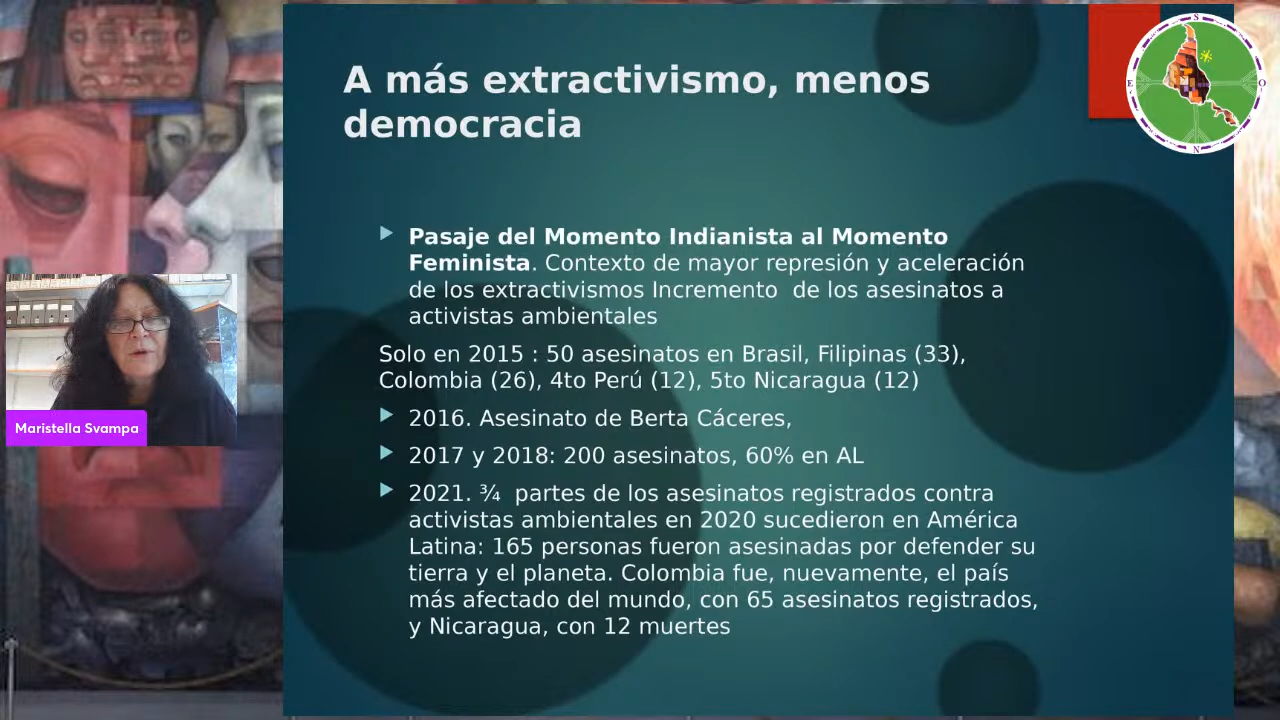 A más extractivismo, menos
democracia
Pasaje del Momento Indianista al Momento
Feminista. Contexto de mayor represión y aceleración
de los extractivismos Incremento  de los asesinatos a
activistas ambientales
Solo en 2015 : 50 asesinatos en Brasil, Filipinas (33),
Colombia (26), 4to Perú (12), 5to Nicaragua (12)
2016. Asesinato de Berta Cáceres,
2017 y 2018: 200 asesinatos, 60% en AL
2021. ¾  partes de los asesinatos registrados contra
activistas ambientales en 2020 sucedieron en América
Latina: 165 personas fueron asesinadas por defender su
tierra y el planeta. Colombia fue, nuevamente, el país
más afectado del mundo, con 65 asesinatos registrados,
y Nicaragua, con 12 muertes
Maristella Svampa
S
E
O
N